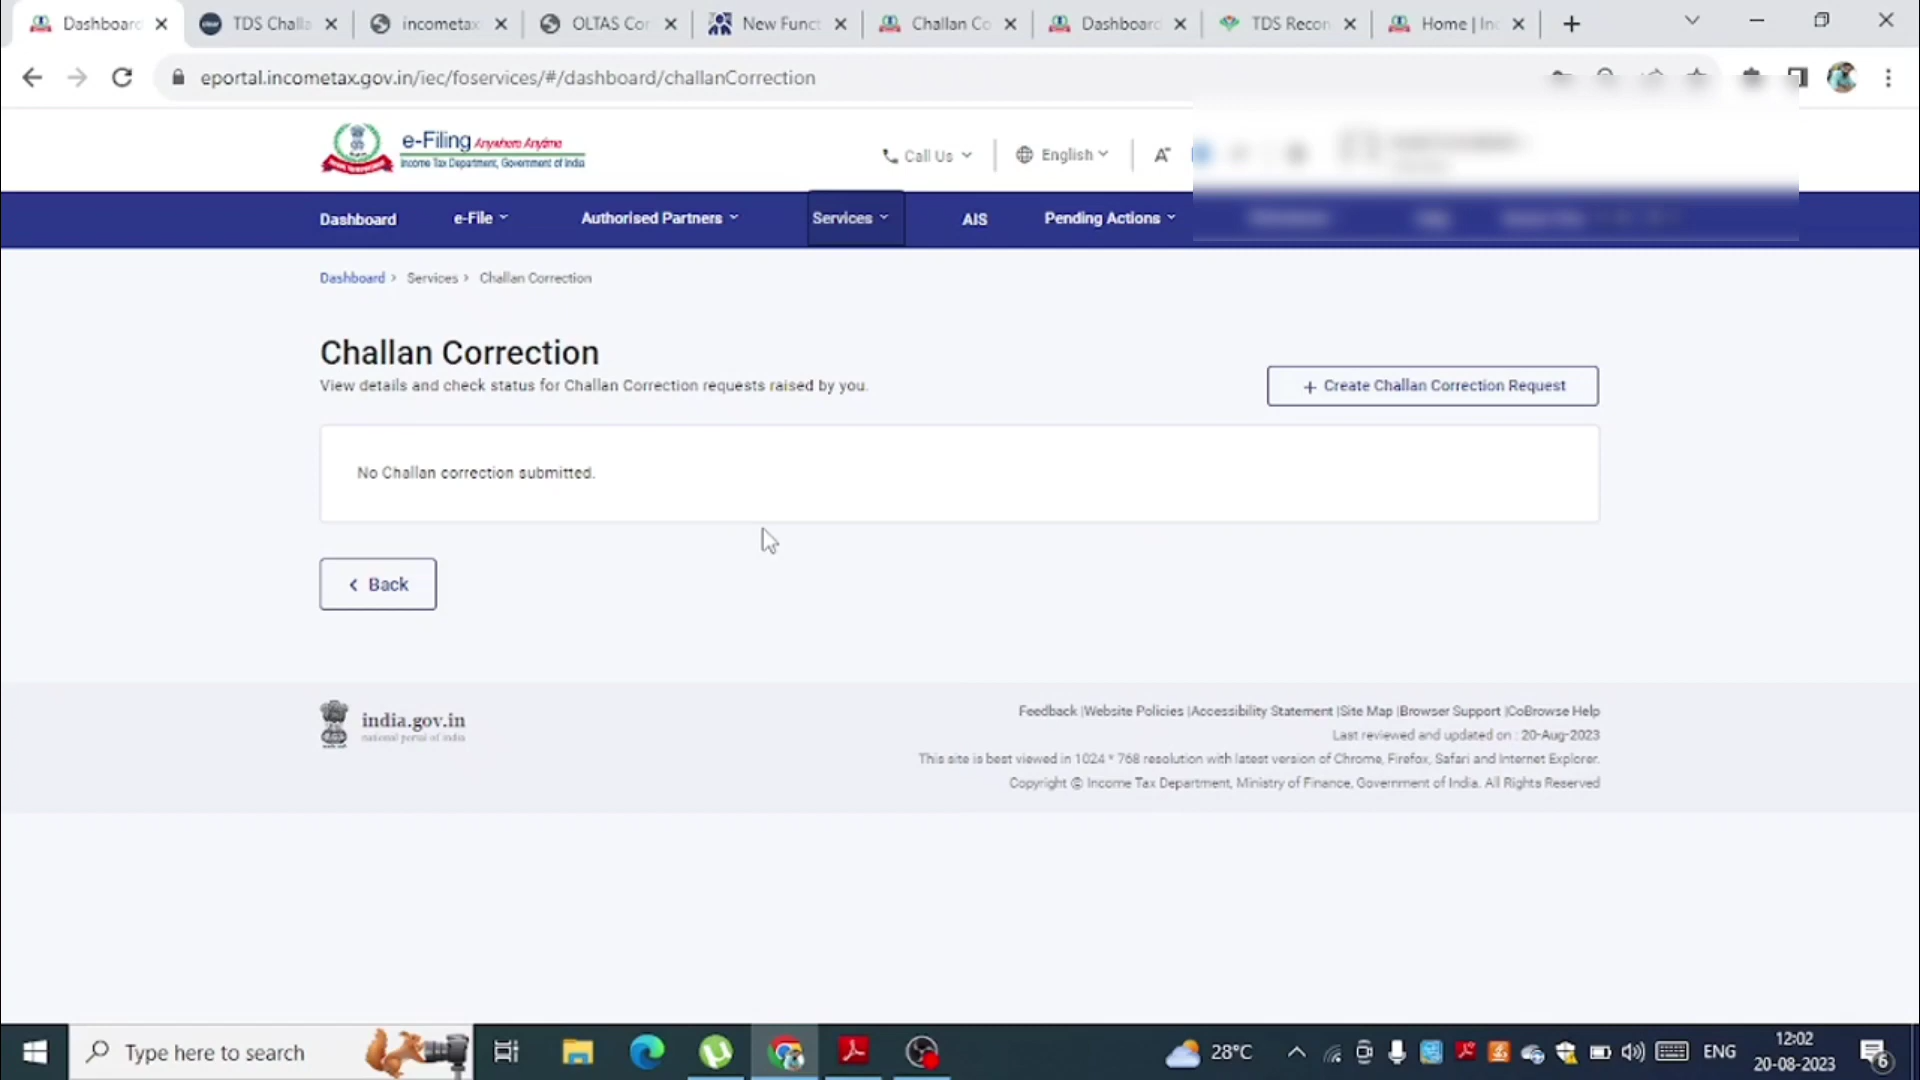 Dashboard
TDS Challa
incometax
OLTAS Cor
New Funct
Challan Co
Dashboard
TDS Recon
Home | Inc
eportal.incometax.gov.in/iec/foservices/#/dashboard/challanCorrection
e-Filing Anywhere Anytime
Income Tax Department, Government of India
Call Us
English
A
Dashboard
e-File
Authorised Partners
Services
AIS
Pending Actions
Dashboard > Services > Challan Correction
Challan Correction
View details and check status for Challan Correction requests raised by you.
+ Create Challan Correction Request
No Challan correction submitted.
< Back
india.gov.in
national portal of india
Feedback |Website Policies |Accessibility Statement |Site Map |Browser Support |CoBrowse Help
Last reviewed and updated on : 20-Aug-2023
This site is best viewed in 1024 * 768 resolution with latest version of Chrome, Firefox, Safari and Internet Explorer.
Copyright © Income Tax Department, Ministry of Finance, Government of India. All Rights Reserved
Type here to search
28°C
ENG
12:02
20-08-2023
6